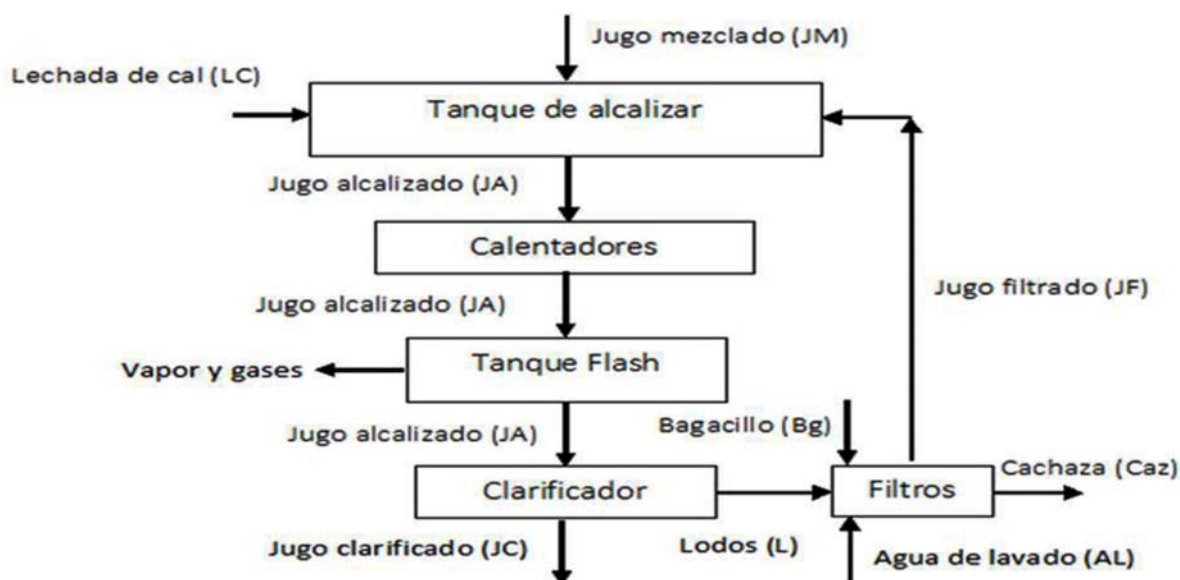 Jugo mezclado (JM)
Lechada de cal (LC)
Tanque de alcalizar
Jugo alcalizado (JA)
Calentadores
Jugo alcalizado (JA)
Jugo filtrado (JF)
Tanque Flash
Vapor y gases
Jugo alcalizado (JA)
Bagacillo (Bg)
Clarificador
Filtros
Cachaza (Caz)
Jugo clarificado (JC)
Lodos (L)
Agua de lavado (AL)